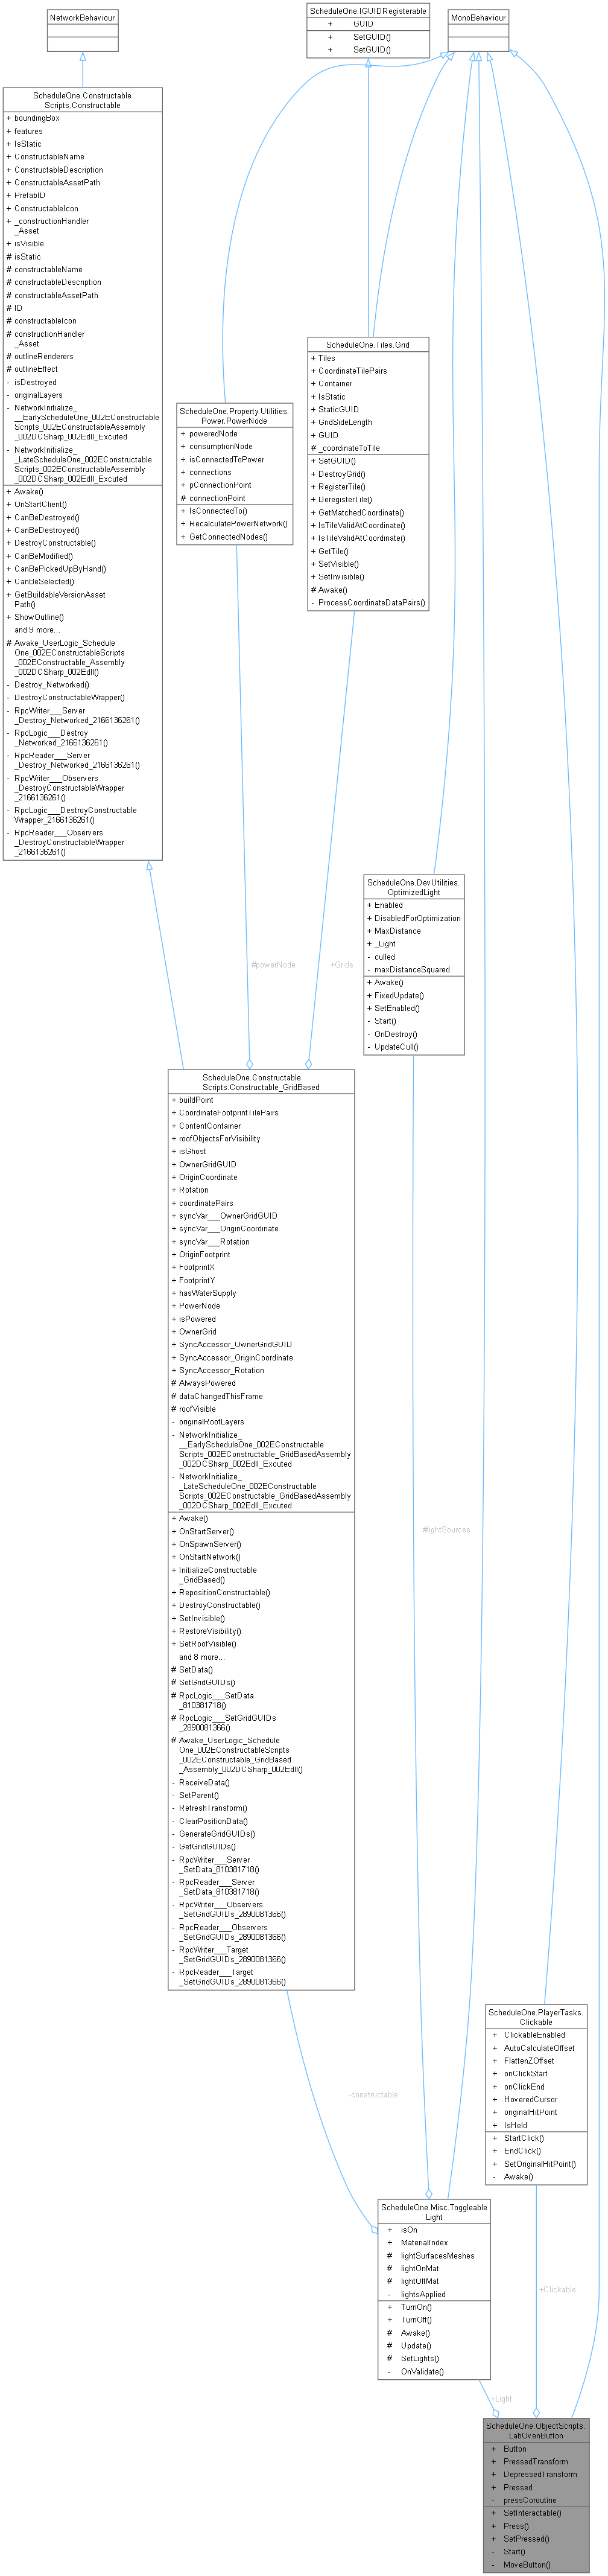 NetworkBehaviour
ScheduleOne.IGUIDRegisterable
+ GUID
+ SetGUID()
+ SetGUID()
MonoBehaviour
ScheduleOne.Constructable
Scripts.Constructable
+ boundingBox
+ features
+ IsStatic
+ ConstructableName
+ ConstructableDescription
+ ConstructableAssetPath
+ PrefabID
+ ConstructableIcon
+ _constructionHandler
_Asset
+ isVisible
# isStatic
# constructableName
# constructableDescription
# constructableAssetPath
# ID
# constructableIcon
# constructionHandler
_Asset
# outlineRenderers
# outlineEffect
- isDestroyed
- originalLayers
- NetworkInitialize_
__EarlyScheduleOne_002EConstructable
Scripts_002EConstructableAssembly
_002DCSharp_002Edll_Excuted
- NetworkInitialize_
_LateScheduleOne_002EConstructable
Scripts_002EConstructableAssembly
_002DCSharp_002Edll_Excuted
+ Awake()
+ OnStartClient()
+ CanBeDestroyed()
+ CanBeDestroyed()
+ DestroyConstructable()
+ CanBeModified()
+ CanBePickedUpByHand()
+ CanBeSelected()
+ GetBuildableVersionAsset
Path()
+ ShowOutline()
and 9 more...
# Awake_UserLogic_Schedule
One_002EConstructableScripts
_002EConstructable_Assembly
_002DCSharp_002Edll()
- Destroy_Networked()
- DestroyConstructableWrapper()
- RpcWriter___Server
_Destroy_Networked_2166136261()
- RpcLogic___Destroy
_Networked_2166136261()
- RpcReader___Server
_Destroy_Networked_2166136261()
- RpcWriter___Observers
_DestroyConstructableWrapper
_2166136261()
- RpcLogic___DestroyConstructable
Wrapper_2166136261()
- RpcReader___Observers
_DestroyConstructableWrapper
_2166136261()
ScheduleOne.Property.Utilities.
Power.PowerNode
+ poweredNode
+ consumptionNode
+ isConnectedToPower
+ connections
+ pConnectionPoint
# connectionPoint
+ IsConnectedTo()
+ RecalculatePowerNetwork()
+ GetConnectedNodes()
ScheduleOne.Tiles.Grid
+ Tiles
+ CoordinateTilePairs
+ Container
+ IsStatic
+ StaticGUID
+ GridSideLength
+ GUID
# _coordinateToTile
+ SetGUID()
+ DestroyGrid()
+ RegisterTile()
+ DeregisterTile()
+ GetMatchedCoordinate()
+ IsTileValidAtCoordinate()
+ IsTileValidAtCoordinate()
+ GetTile()
+ SetVisible()
+ SetInvisible()
# Awake()
- ProcessCoordinateDataPairs()
ScheduleOne.DevUtilities.
OptimizedLight
+ Enabled
+ DisabledForOptimization
+ MaxDistance
+ _Light
- culled
- maxDistanceSquared
+ Awake()
+ FixedUpdate()
+ SetEnabled()
- Start()
- OnDestroy()
- UpdateCull()
#powerNode
+Grids
ScheduleOne.Constructable
Scripts.Constructable_GridBased
+ buildPoint
+ CoordinateFootprintTilePairs
+ ContentContainer
+ roofObjectsForVisibility
+ isGhost
+ OwnerGridGUID
+ OriginCoordinate
+ Rotation
+ coordinatePairs
+ syncVar___OwnerGridGUID
+ syncVar___OriginCoordinate
+ syncVar___Rotation
+ OriginFootprint
+ FootprintX
+ FootprintY
+ hasWaterSupply
+ PowerNode
+ isPowered
+ OwnerGrid
+ SyncAccessor_OwnerGridGUID
+ SyncAccessor_OriginCoordinate
+ SyncAccessor_Rotation
# AlwaysPowered
# dataChangedThisFrame
# roofVisible
- originalRoofLayers
- NetworkInitialize_
__EarlyScheduleOne_002EConstructable
Scripts_002EConstructable_GridBasedAssembly
_002DCSharp_002Edll_Excuted
- NetworkInitialize_
_LateScheduleOne_002EConstructable
Scripts_002EConstructable_GridBasedAssembly
_002DCSharp_002Edll_Excuted
+ Awake()
+ OnStartServer()
+ OnSpawnServer()
+ OnStartNetwork()
+ InitializeConstructable
_GridBased()
+ RepositionConstructable()
+ DestroyConstructable()
+ SetInvisible()
+ RestoreVisibility()
+ SetRoofVisible()
and 8 more...
# SetData()
# SetGridGUIDs()
# RpcLogic___SetData
_810381718()
# RpcLogic___SetGridGUIDs
_2890081366()
# Awake_UserLogic_Schedule
One_002EConstructableScripts
_002EConstructable_GridBased
_Assembly_002DCSharp_002Edll()
- ReceiveData()
- SetParent()
- RefreshTransform()
- ClearPositionData()
- GenerateGridGUIDs()
- GetGridGUIDs()
- RpcWriter___Server
_SetData_810381718()
- RpcReader___Server
_SetData_810381718()
- RpcWriter___Observers
_SetGridGUIDs_2890081366()
- RpcReader___Observers
_SetGridGUIDs_2890081366()
- RpcWriter___Target
_SetGridGUIDs_2890081366()
- RpcReader___Target
_SetGridGUIDs_2890081366()
#lightSources
-constructable
ScheduleOne.PlayerTasks.
Clickable
+ ClickableEnabled
+ AutoCalculateOffset
+ FlattenZOffset
+ onClickStart
+ onClickEnd
+ HoveredCursor
+ originalHitPoint
+ IsHeld
+ StartClick()
+ EndClick()
+ SetOriginalHitPoint()
- Awake()
ScheduleOne.Misc.Toggleable
Light
+ isOn
+ MaterialIndex
# lightSurfacesMeshes
# lightOnMat
# lightOffMat
- lightsApplied
+ TurnOn()
+ TurnOff()
# Awake()
# Update()
# SetLights()
- OnValidate()
+Clickable
+Light
ScheduleOne.ObjectScripts.
LabOvenButton
+ Button
+ PressedTransform
+ DepressedTransform
+ Pressed
- pressCoroutine
+ SetInteractable()
+ Press()
+ SetPressed()
- Start()
- MoveButton()